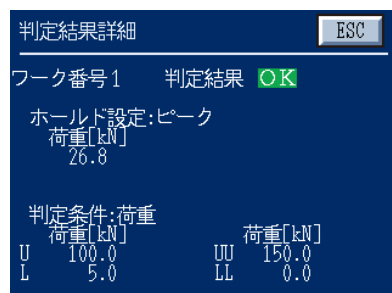 判定結果詳細 ESC
ワーク番号1 判定結果 OK
ホールド設定:ピーク
荷重[kN]
26.8
判定条件:荷重
荷重[kN] 荷重[kN]
U 100.0 UU 150.0
L 5.0 LL 0.0